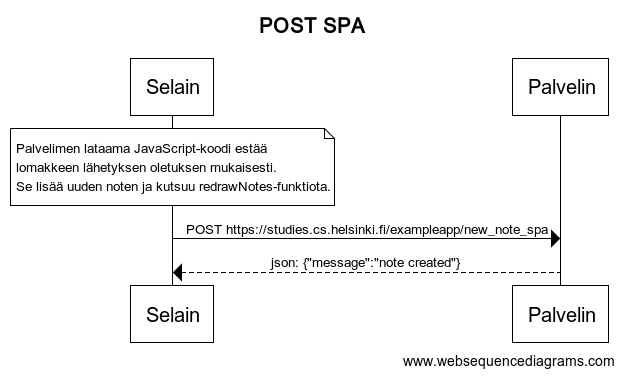 POST SPA
Selain
Palvelin
Palvelimen lataama JavaScript-koodi estää
lomakkeen lähetyksen oletuksen mukaisesti.
Se lisää uuden noten ja kutsuu redrawNotes-funktiota.
POST https://studies.cs.helsinki.fi/exampleapp/new_note_spa
json: {"message":"note created"}
Selain
Palvelin
www.websequencediagrams.com